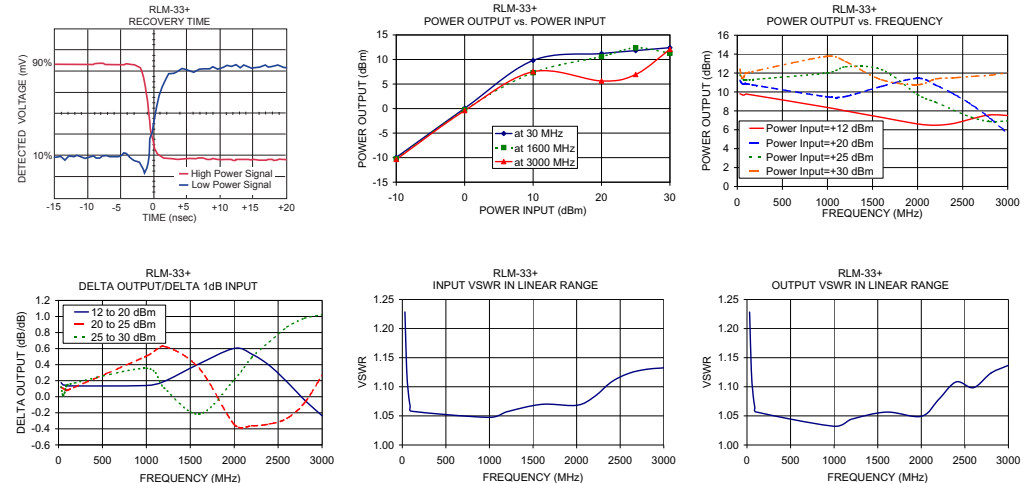 RLM-33+
RECOVERY TIME
DETECTED VOLTAGE (mV)
90%
10%
High Power Signal
Low Power Signal
-15 -10 -5 0 +5 +10 +15 +20
TIME (nsec)
RLM-33+
POWER OUTPUT vs. POWER INPUT
POWER OUTPUT (dBm)
15
10
5
0
-5
-10
-15
at 30 MHz
at 1600 MHz
at 3000 MHz
-10 0 10 20 30
POWER INPUT (dBm)
RLM-33+
POWER OUTPUT vs. FREQUENCY
POWER OUTPUT (dBm)
16
14
12
10
8
6
4
2
0
Power Input=+12 dBm
Power Input=+20 dBm
Power Input=+25 dBm
Power Input=+30 dBm
0 500 1000 1500 2000 2500 3000
FREQUENCY (MHz)
RLM-33+
DELTA OUTPUT/DELTA 1dB INPUT
DELTA OUTPUT (dB/dB)
1.2
1.0
0.8
0.6
0.4
0.2
0.0
-0.2
-0.4
-0.6
12 to 20 dBm
20 to 25 dBm
25 to 30 dBm
0 500 1000 1500 2000 2500 3000
FREQUENCY (MHz)
RLM-33+
INPUT VSWR IN LINEAR RANGE
VSWR
1.25
1.20
1.15
1.10
1.05
1.00
0 500 1000 1500 2000 2500 3000
FREQUENCY (MHz)
RLM-33+
OUTPUT VSWR IN LINEAR RANGE
VSWR
1.25
1.20
1.15
1.10
1.05
1.00
0 500 1000 1500 2000 2500 3000
FREQUENCY (MHz)